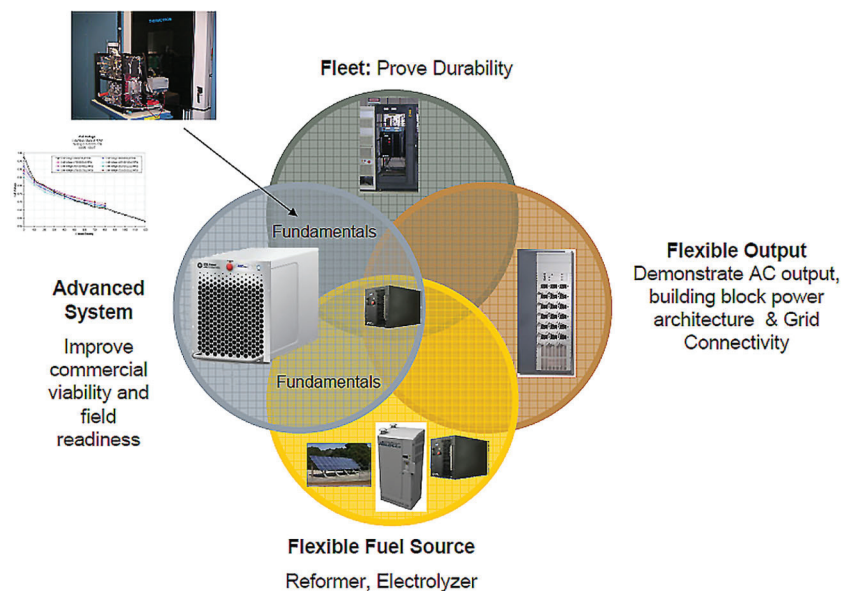 Fleet: Prove Durability
Fundamentals
Flexible Output
Demonstrate AC output,
building block power
architecture & Grid
Connectivity
Advanced
System
Improve
commercial
viability and
field
readiness
Fundamentals
Flexible Fuel Source
Reformer, Electrolyzer